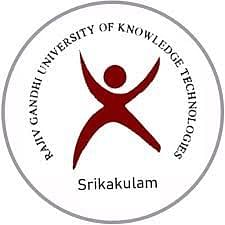 RAJIV GANDHI UNIVERSITY OF KNOWLEDGE TECHNOLOGIES
Srikakulam